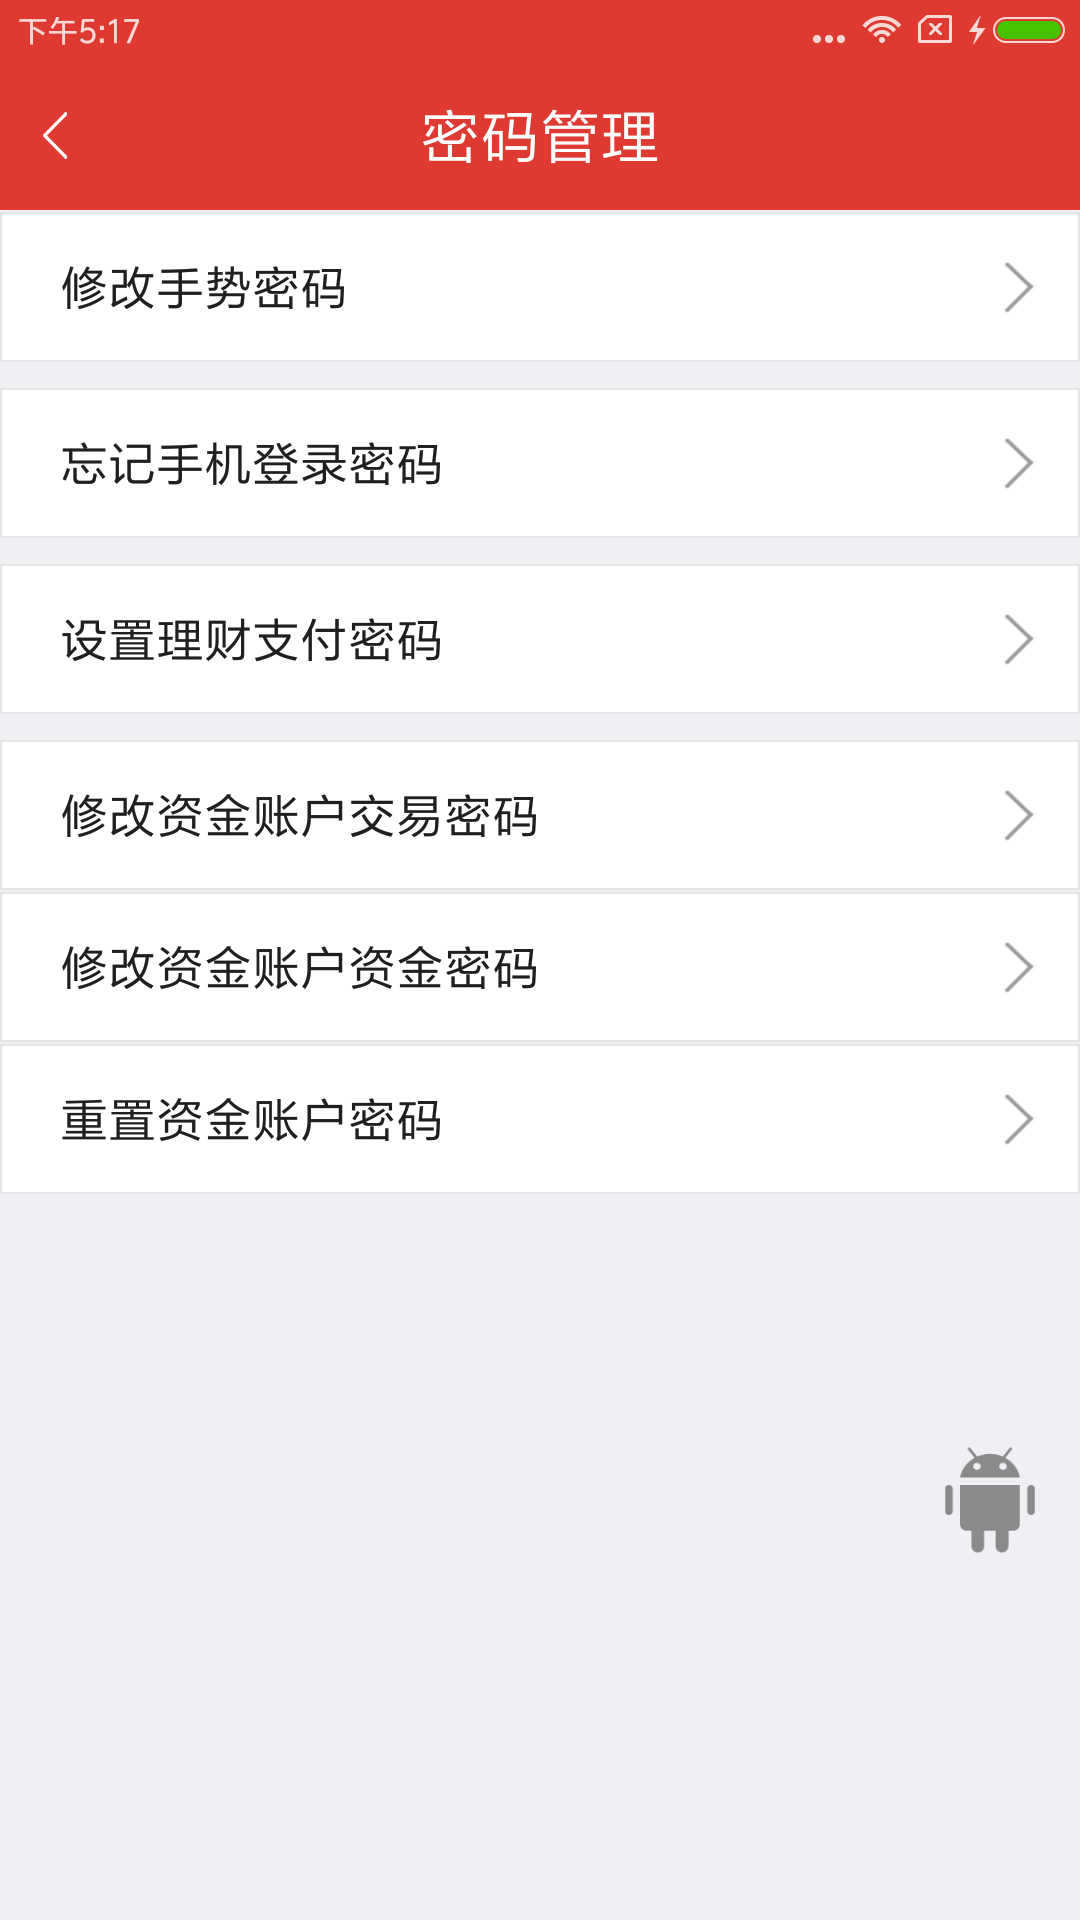 下午5:17
密码管理
修改手势密码
忘记手机登录密码
设置理财支付密码
修改资金账户交易密码
修改资金账户资金密码
重置资金账户密码